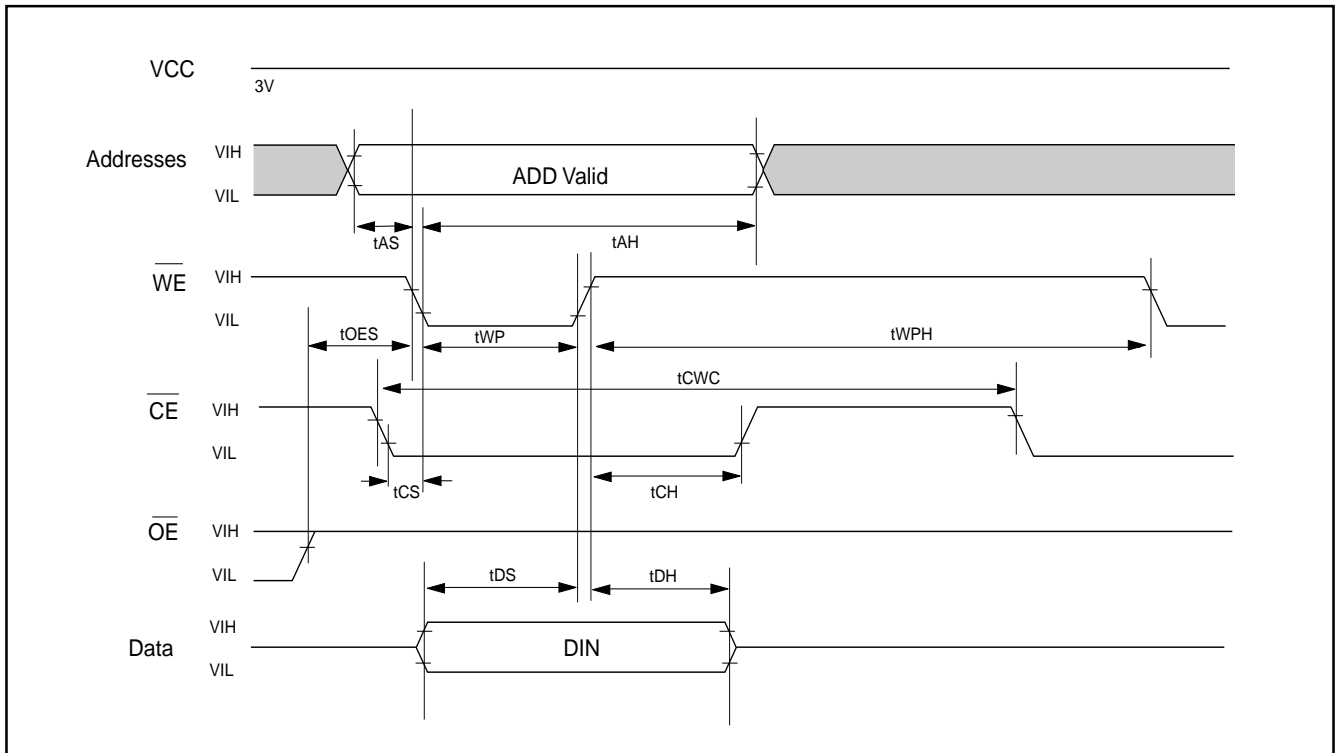 VCC
3V
Addresses
VIH
VIL
ADD Valid
tAS
tAH
WE
VIH
VIL
tOES
tWP
tWPH
tCWC
CE
VIH
VIL
tCS
tCH
OE
VIH
VIL
tDS
tDH
Data
VIH
VIL
DIN